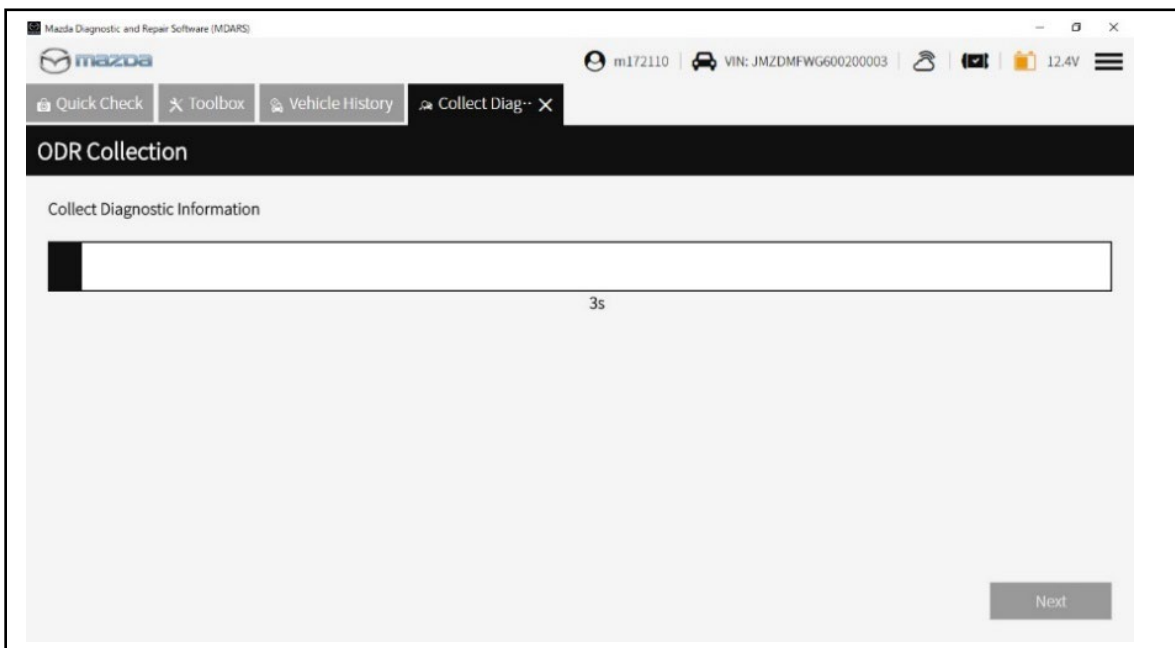 Mazda Diagnostic and Repair Software (MDARS)
mazda m172110 VIN: JMZDMFWG600200003 12.4V
Quick Check Toolbox Vehicle History Collect Diag··
ODR Collection
Collect Diagnostic Information
3s
Next